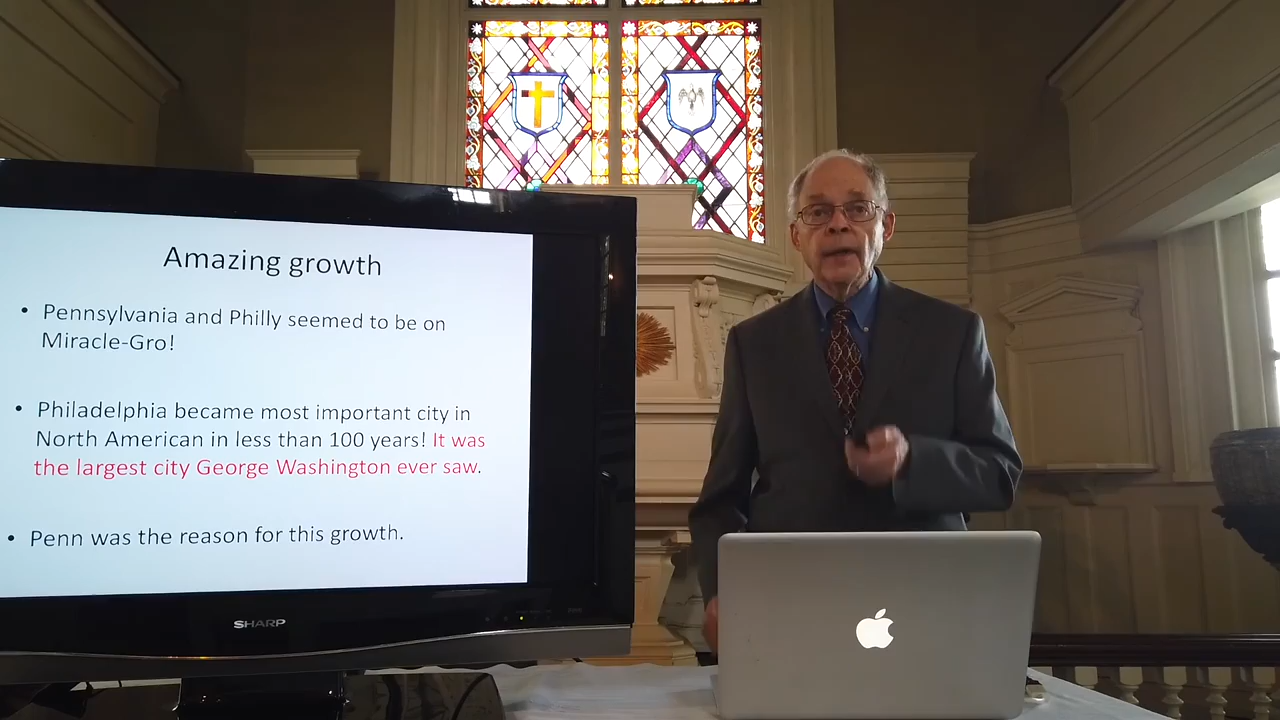 Amazing growth
• Pennsylvania and Philly seemed to be on
Miracle-Gro!
• Philadelphia became most important city in
North American in less than 100 years! It was
the largest city George Washington ever saw.
• Penn was the reason for this growth.
SHARP